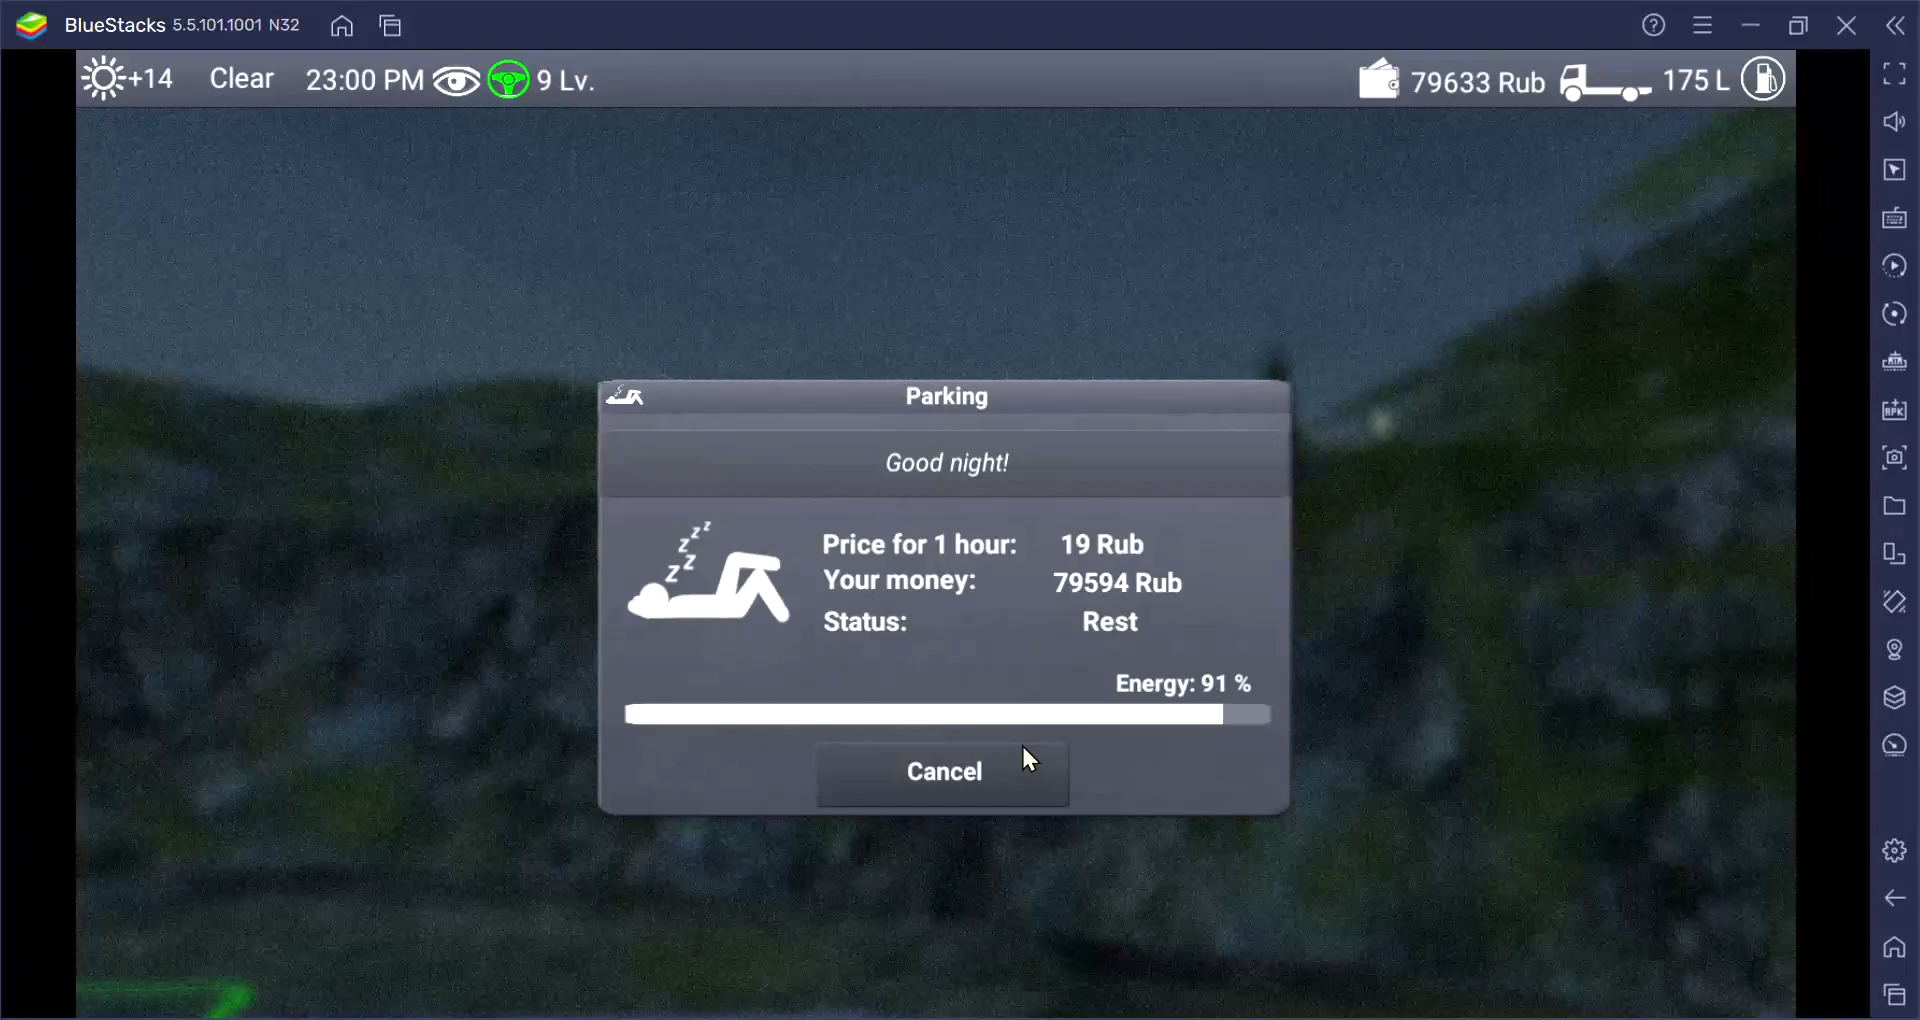 BlueStacks 5.5.101.1001 N32
+14 Clear 23:00 PM 9 Lv. 79633 Rub 175 L
Parking
Good night!
z z z z z
Price for 1 hour: 19 Rub
Your money: 79594 Rub
Status: Rest
Energy: 91 %
Cancel
APK